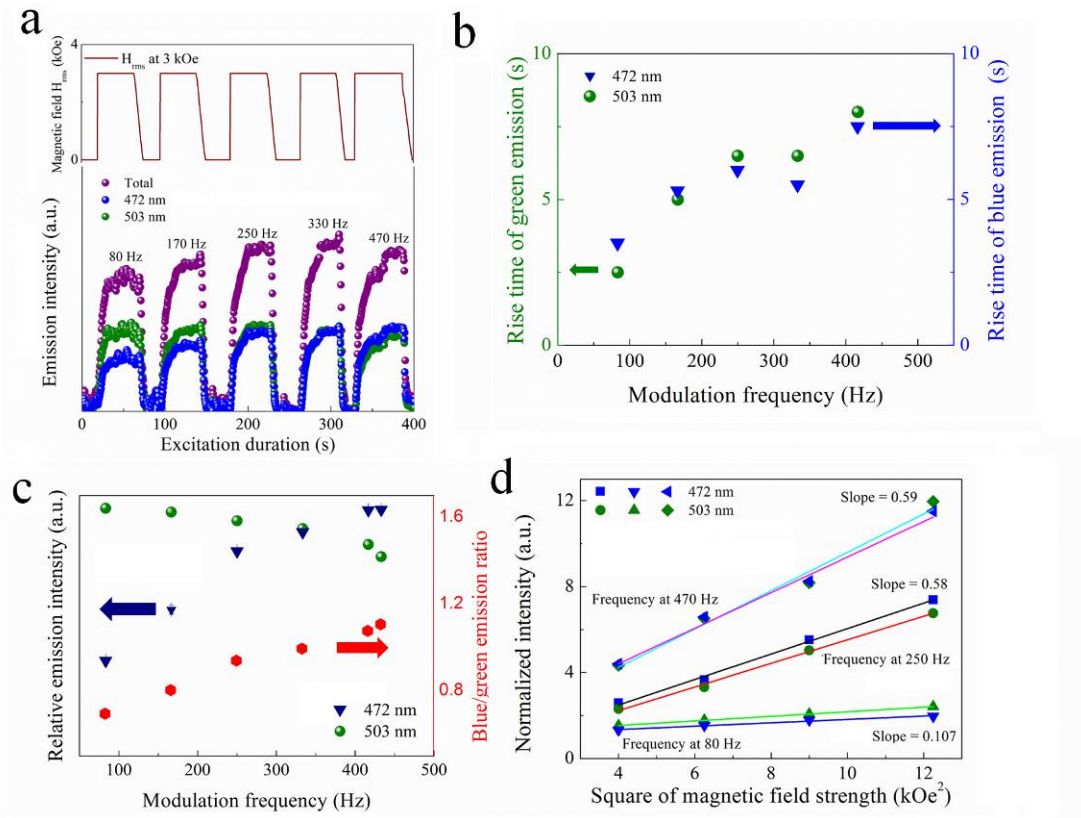 a
Magnetic field Hrms (kOe)
4
0
Hrms at 3 kOe
Emission intensity (a.u.)
Total
472 nm
503 nm
80 Hz
170 Hz
250 Hz
330 Hz
470 Hz
0 100 200 300 400
Excitation duration (s)
b
Rise time of green emission (s)
10
5
0
472 nm
503 nm
10
5
0
Rise time of blue emission (s)
0 100 200 300 400 500
Modulation frequency (Hz)
c
Relative emission intensity (a.u.)
472 nm
503 nm
1.6
1.2
0.8
Blue/green emission ratio
100 200 300 400 500
Modulation frequency (Hz)
d
Normalized intensity (a.u.)
12
8
4
0
472 nm
503 nm
Slope = 0.59
Slope = 0.58
Frequency at 470 Hz
Frequency at 250 Hz
Frequency at 80 Hz
Slope = 0.107
4 6 8 10 12
Square of magnetic field strength (kOe²)